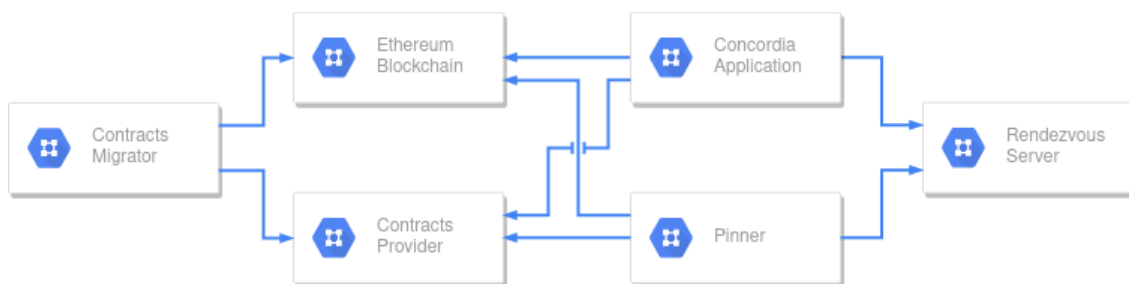 Ethereum
Blockchain
Concordia
Application
Contracts
Migrator
Rendezvous
Server
Contracts
Provider
Pinner